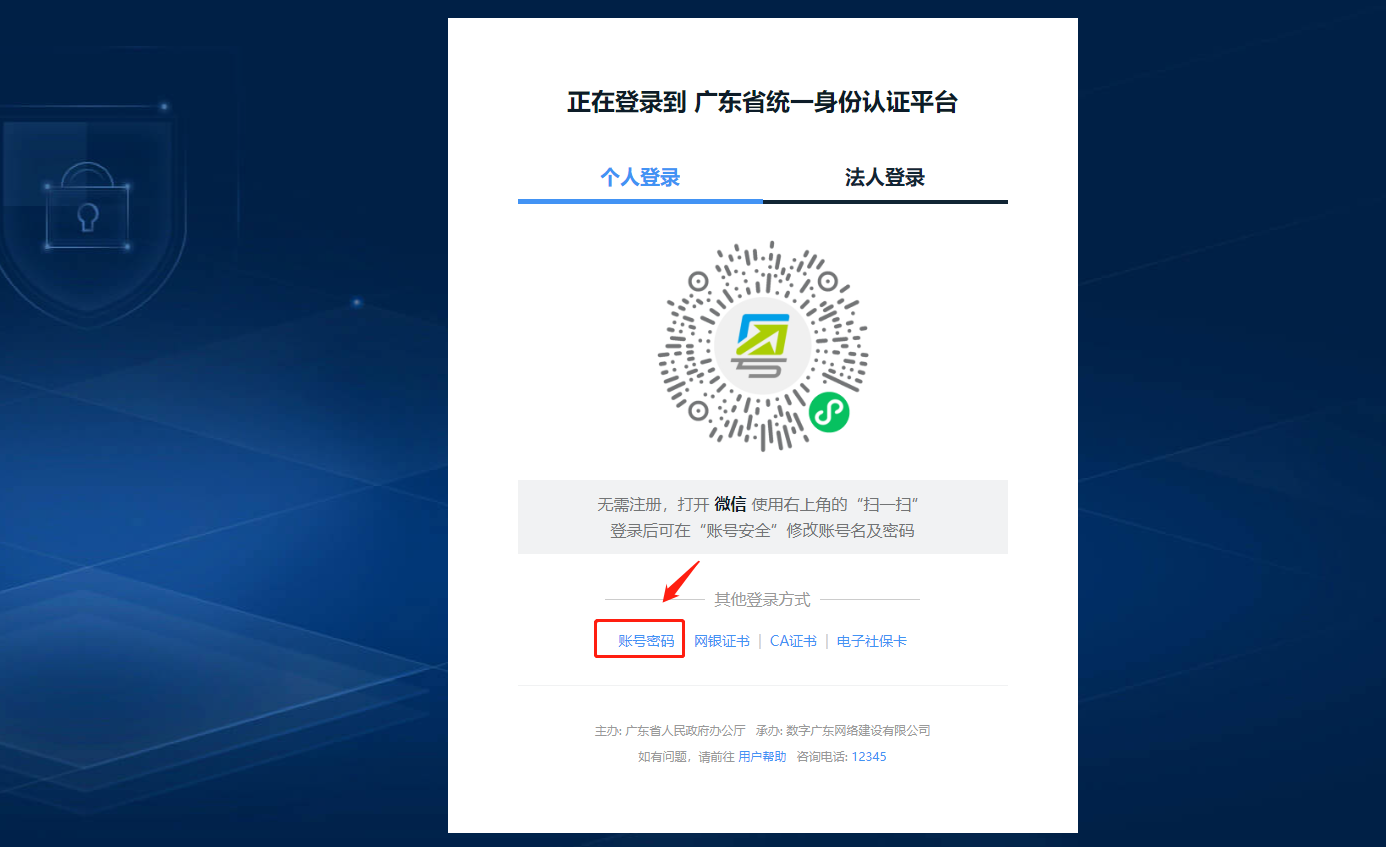 正在登录到 广东省统一身份认证平台
个人登录 法人登录
无需注册，打开 微信 使用右上角的“扫一扫”
登录后可在“账号安全”修改账号名及密码
其他登录方式
账号密码 网银证书 | CA证书 | 电子社保卡
主办: 广东省人民政府办公厅 承办: 数字广东网络建设有限公司
如有问题，请前往 用户帮助 咨询电话: 12345